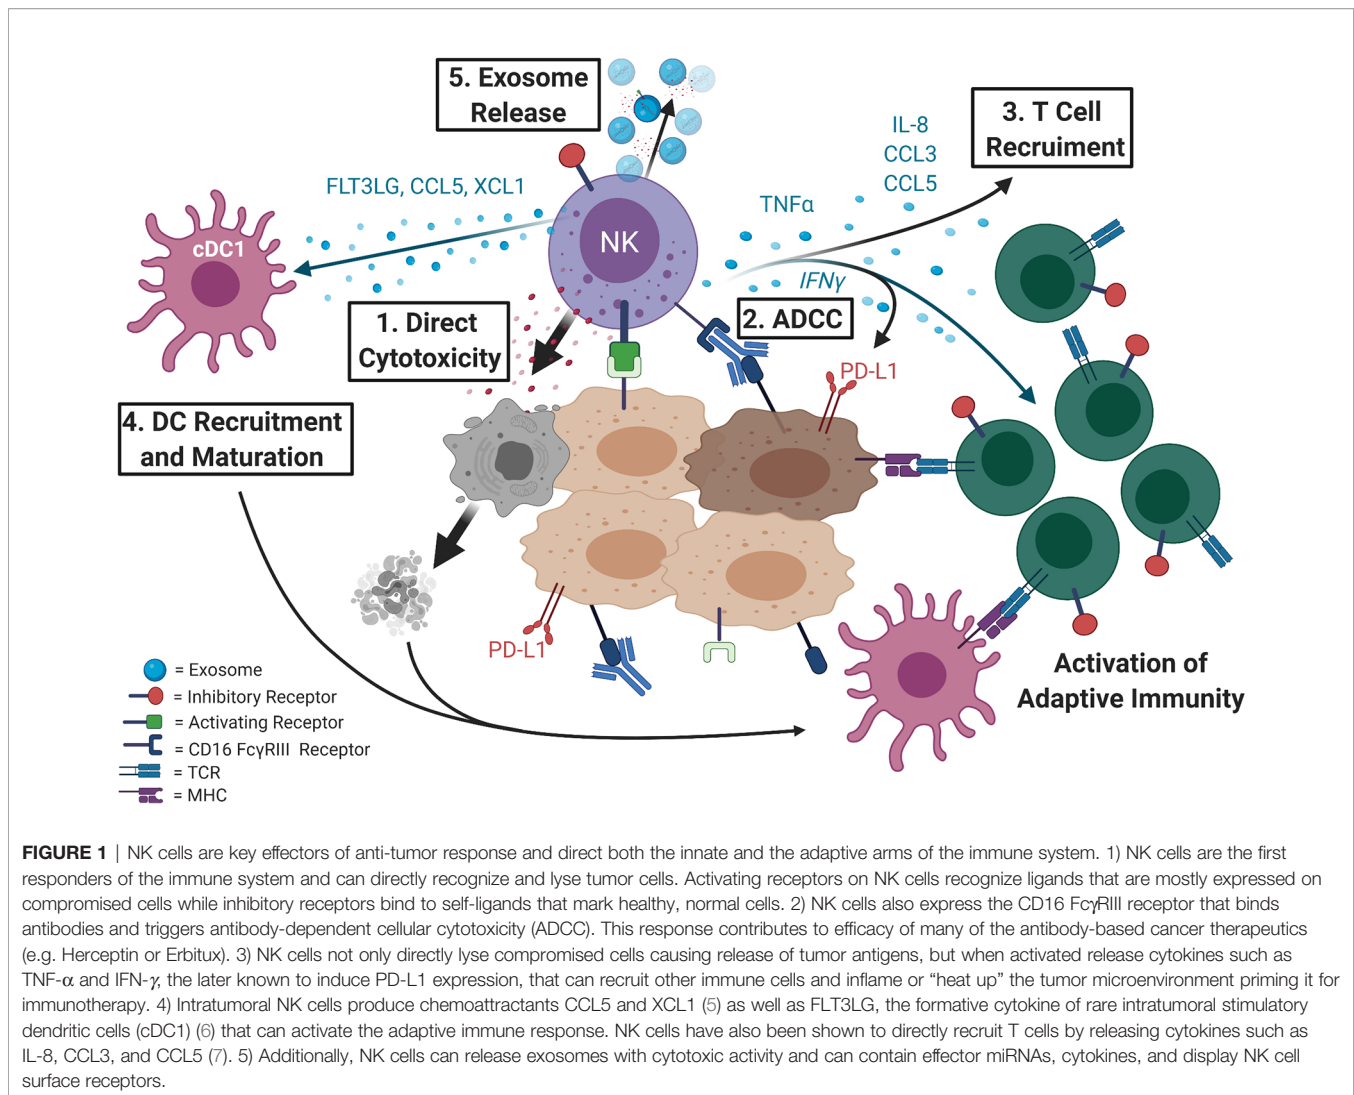 5. Exosome
Release
IL-8
CCL3
CCL5
3. T Cell
Recruiment
FLT3LG, CCL5, XCL1
TNFα
cDC1
NK
IFNγ
1. Direct
Cytotoxicity
2. ADCC
PD-L1
4. DC Recruitment
and Maturation
PD-L1
Activation of
Adaptive Immunity
= Exosome
= Inhibitory Receptor
= Activating Receptor
= CD16 FcγRIII Receptor
= TCR
= MHC
FIGURE 1 | NK cells are key effectors of anti-tumor response and direct both the innate and the adaptive arms of the immune system. 1) NK cells are the first
responders of the immune system and can directly recognize and lyse tumor cells. Activating receptors on NK cells recognize ligands that are mostly expressed on
compromised cells while inhibitory receptors bind to self-ligands that mark healthy, normal cells. 2) NK cells also express the CD16 FcγRIII receptor that binds
antibodies and triggers antibody-dependent cellular cytotoxicity (ADCC). This response contributes to efficacy of many of the antibody-based cancer therapeutics
(e.g. Herceptin or Erbitux). 3) NK cells not only directly lyse compromised cells causing release of tumor antigens, but when activated release cytokines such as
TNF-α and IFN-γ, the later known to induce PD-L1 expression, that can recruit other immune cells and inflame or “heat up” the tumor microenvironment priming it for
immunotherapy. 4) Intratumoral NK cells produce chemoattractants CCL5 and XCL1 (5) as well as FLT3LG, the formative cytokine of rare intratumoral stimulatory
dendritic cells (cDC1) (6) that can activate the adaptive immune response. NK cells have also been shown to directly recruit T cells by releasing cytokines such as
IL-8, CCL3, and CCL5 (7). 5) Additionally, NK cells can release exosomes with cytotoxic activity and can contain effector miRNAs, cytokines, and display NK cell
surface receptors.